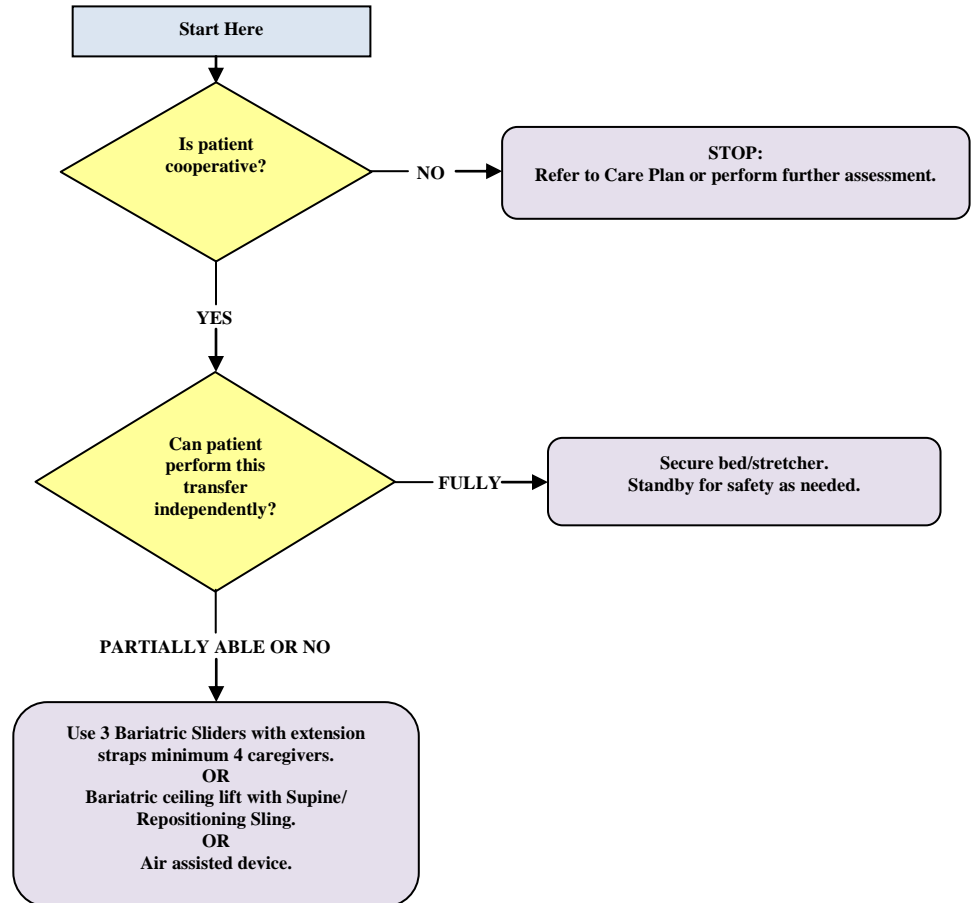 Start Here
Is patient
cooperative?
NO
STOP:
Refer to Care Plan or perform further assessment.
YES
Can patient
perform this
transfer
independently?
FULLY
Secure bed/stretcher.
Standby for safety as needed.
PARTIALLY ABLE OR NO
Use 3 Bariatric Sliders with extension
straps minimum 4 caregivers.
OR
Bariatric ceiling lift with Supine/
Repositioning Sling.
OR
Air assisted device.